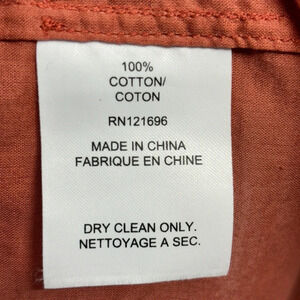 100%
COTTON/
COTON
RN121696
MADE IN CHINA
FABRIQUE EN CHINE
DRY CLEAN ONLY.
NETTOYAGE A SEC.